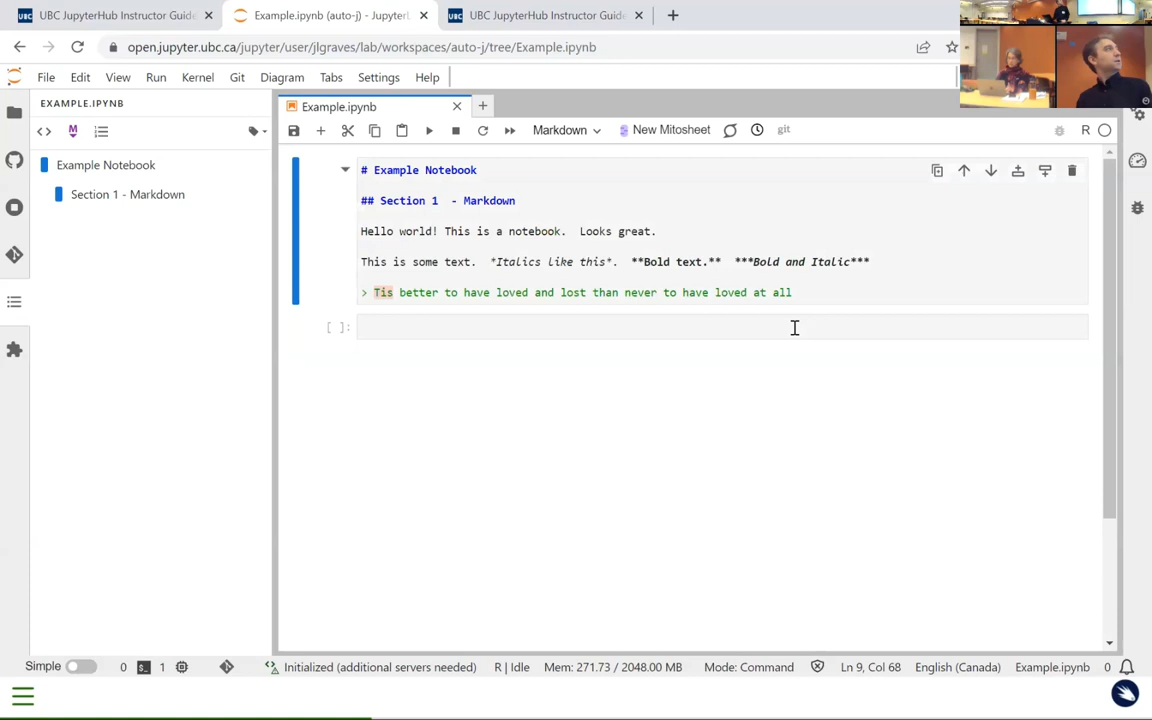 UBC JupyterHub Instructor Guide
Example.ipynb (auto-j) - Jupyterl
UBC JupyterHub Instructor Guide
open.jupyter.ubc.ca/jupyter/user/jlgraves/lab/workspaces/auto-j/tree/Example.ipynb
File Edit View Run Kernel Git Diagram Tabs Settings Help
EXAMPLE.IPYNB
Example.ipynb
Markdown New Mitosheet git R
Example Notebook
Section 1 - Markdown
# Example Notebook
## Section 1  - Markdown
Hello world! This is a notebook.  Looks great.
This is some text.  *Italics like this*.  **Bold text.**  ***Bold and Italic***
> Tis better to have loved and lost than never to have loved at all
[ ]:
Simple 0 1 Initialized (additional servers needed) R | Idle Mem: 271.73 / 2048.00 MB Mode: Command Ln 9, Col 68 English (Canada) Example.ipynb 0